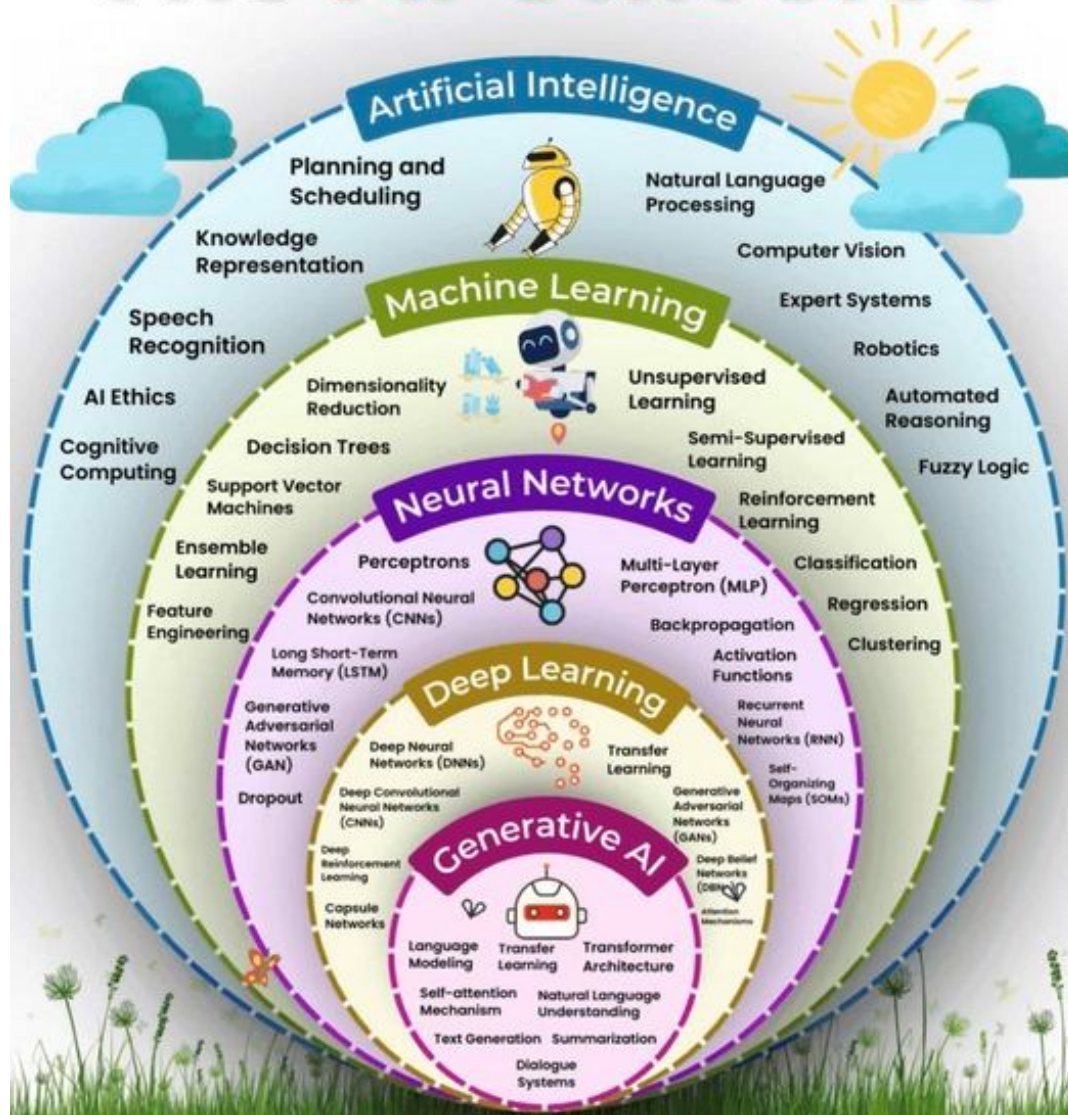 Artificial Intelligence
Planning and
Scheduling
Natural Language
Processing
Knowledge
Representation
Computer Vision
Speech
Recognition
Expert Systems
Robotics
AI Ethics
Automated
Reasoning
Cognitive
Computing
Fuzzy Logic
Machine Learning
Dimensionality
Reduction
Unsupervised
Learning
Decision Trees
Semi-Supervised
Learning
Support Vector
Machines
Reinforcement
Learning
Ensemble
Learning
Classification
Feature
Engineering
Regression
Clustering
Neural Networks
Perceptrons
Multi-Layer
Perceptron (MLP)
Convolutional Neural
Networks (CNNs)
Backpropagation
Long Short-Term
Memory (LSTM)
Activation
Functions
Generative
Adversarial
Networks
(GAN)
Recurrent
Neural
Networks (RNN)
Dropout
Self-
Organizing
Maps (SOMs)
Deep Learning
Deep Neural
Networks (DNNs)
Transfer
Learning
Deep Convolutional
Neural Networks
(CNNs)
Generative
Adversarial
Networks
(GANs)
Deep
Reinforcement
Learning
Deep Belief
Networks
Capsule
Networks
Attention
Mechanisms
Generative AI
Language
Modeling
Transfer
Learning
Transformer
Architecture
Self-attention
Mechanism
Natural Language
Understanding
Text Generation
Summarization
Dialogue
Systems